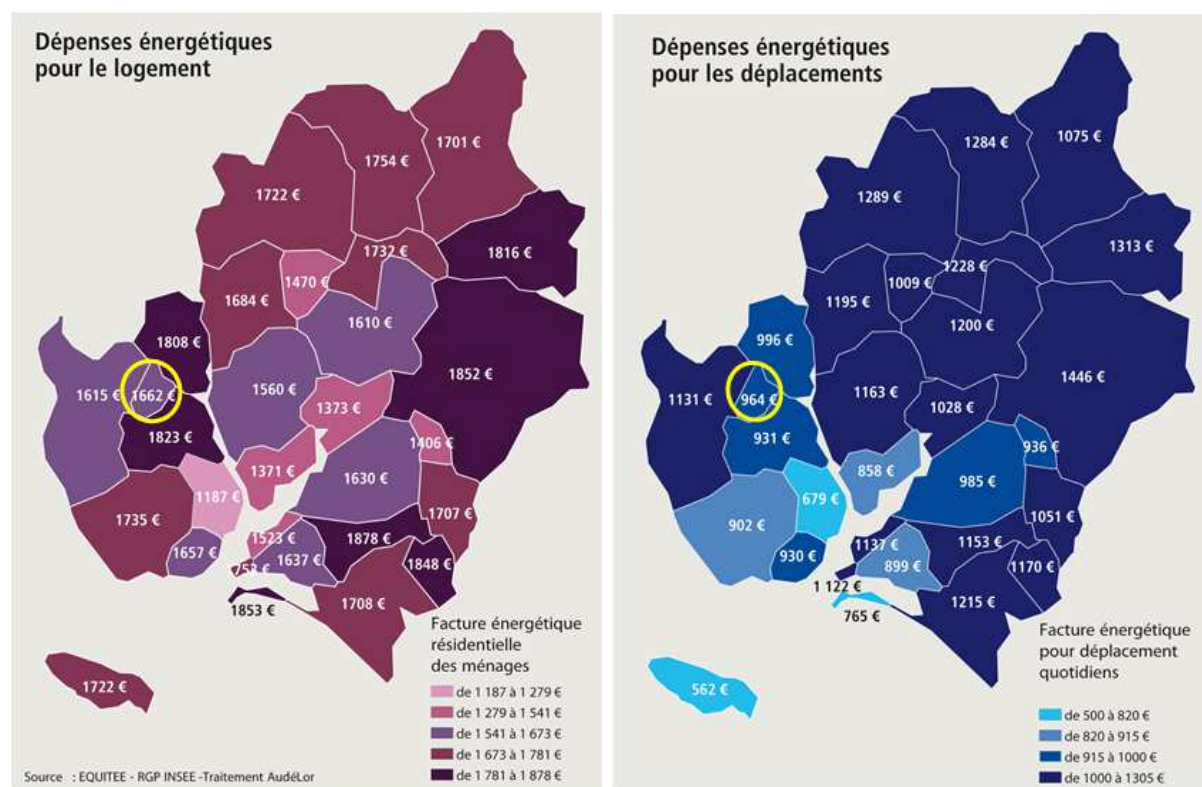 Dépenses énergétiques
pour le logement
1701 €
1754 €
1722 €
1816 €
1732 €
1470 €
1684 €
1610 €
1808 €
1852 €
1615 €
1662 €
1560 €
1373 €
1823 €
1406 €
1371 €
1630 €
1187 €
1707 €
1735 €
1523 €
1878 €
1657 €
1637 €
1848 €
1853 €
1708 €
1722 €
Facture énergétique
résidentielle
des ménages
de 1 187 à 1 279 €
de 1 279 à 1 541 €
de 1 541 à 1 673 €
de 1 673 à 1 781 €
de 1 781 à 1 878 €
Source : EQUITEE - RGP INSEE -Traitement AudéLor
Dépenses énergétiques
pour les déplacements
1075 €
1284 €
1289 €
1313 €
1228 €
1009 €
1195 €
1200 €
996 €
1446 €
1131 €
964 €
1163 €
1028 €
931 €
936 €
858 €
985 €
679 €
1051 €
902 €
1137 €
1153 €
930 €
899 €
1170 €
1 122 €
1215 €
765 €
562 €
Facture énergétique
pour déplacement
quotidiens
de 500 à 820 €
de 820 à 915 €
de 915 à 1000 €
de 1000 à 1305 €